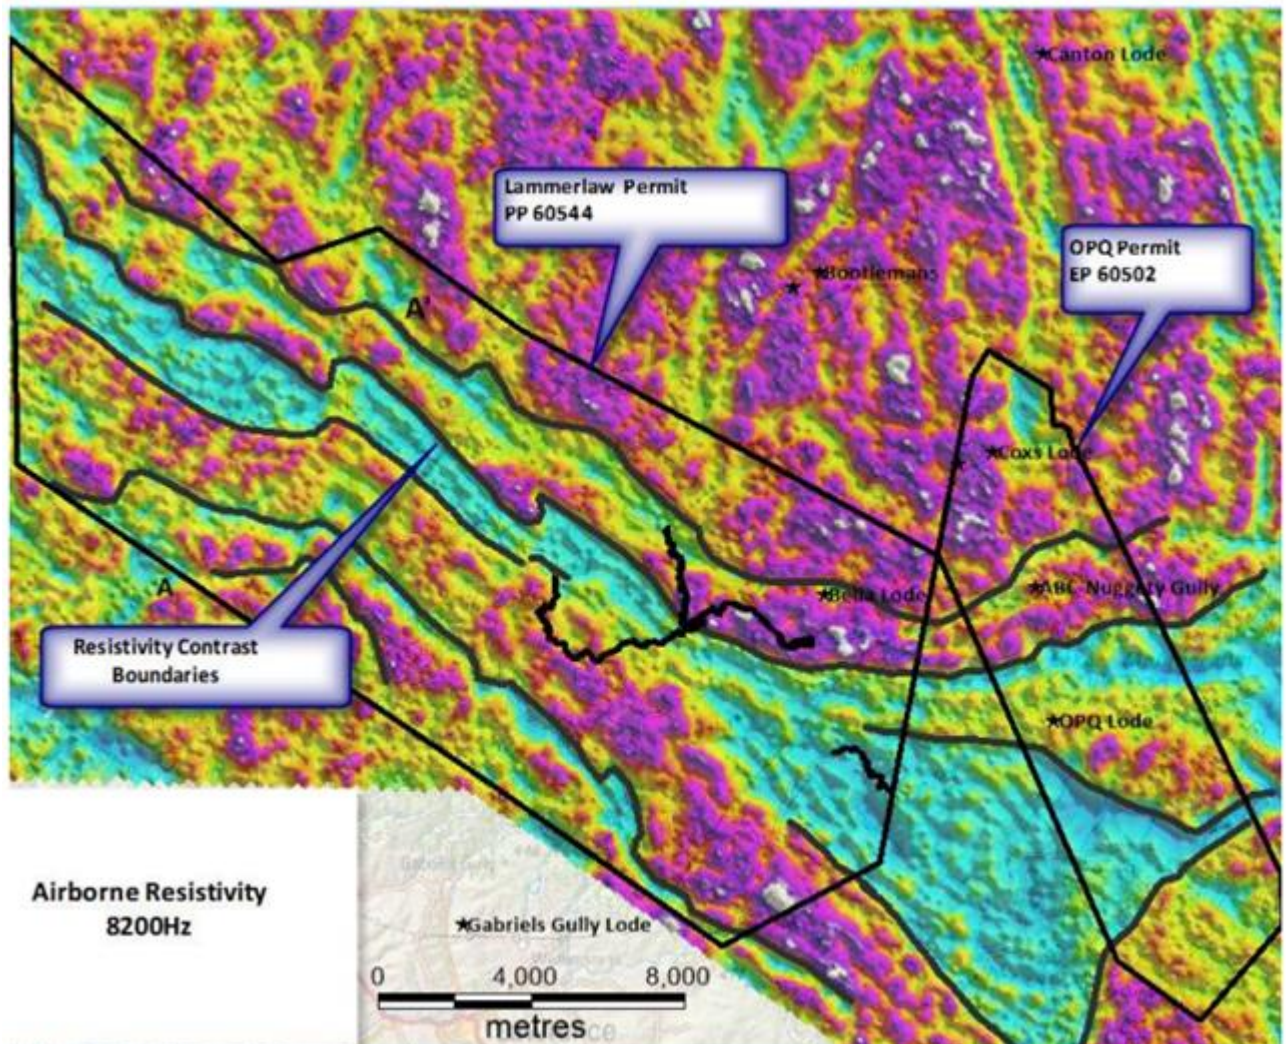 ★Canton Lode
Lammerlaw Permit
PP 60544
OPQ Permit
EP 60502
★Bootlemans
A'
★Coxs Lode
A
★Bella Lode
★ABC Nuggety Gully
Resistivity Contrast
Boundaries
★OPQ Lode
Airborne Resistivity
8200Hz
★Gabriels Gully Lode
0 4,000 8,000
metres